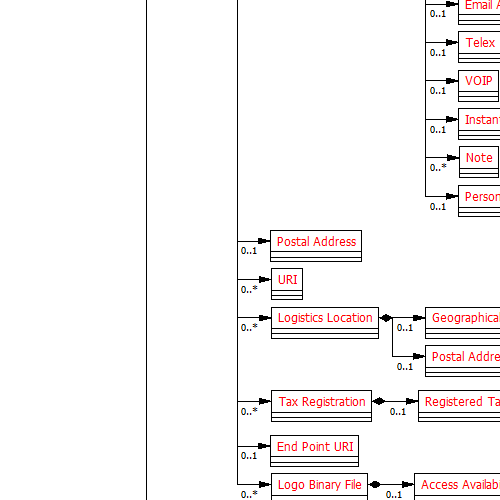 Email A
0..1
Telex
0..1
VOIP
0..1
Instan
0..1
Note
0..*
Person
0..1
Postal Address
0..1
URI
0..*
Logistics Location
0..*
Geographical
0..1
Postal Addre
0..1
Tax Registration
0..*
Registered Ta
0..1
End Point URI
0..1
Logo Binary File
0..*
Access Availab
0..1